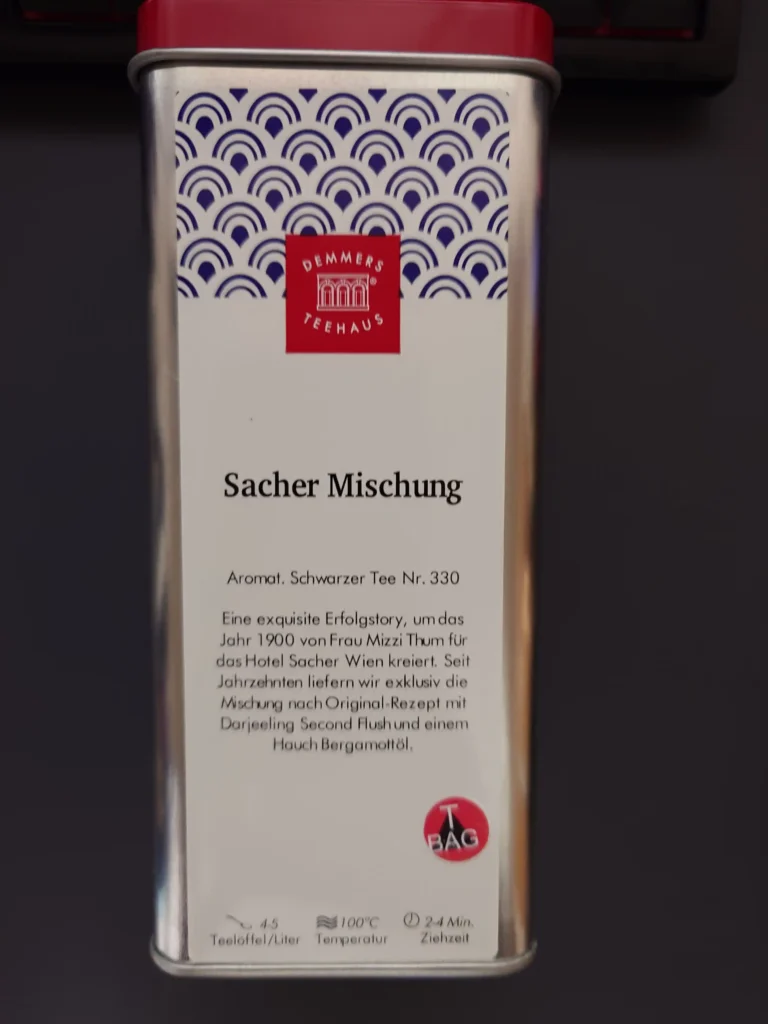 DEMMERS
®
TEEHAUS
Sacher Mischung
Aromat. Schwarzer Tee Nr. 330
Eine exquisite Erfolgstory, um das
Jahr 1900 von Frau Mizzi Thum für
das Hotel Sacher Wien kreiert. Seit
Jahrzehnten liefern wir exklusiv die
Mischung nach Original-Rezept mit
Darjeeling Second Flush und einem
Hauch Bergamottöl.
T
BAG
4-5 100°C 2-4 Min.
Teelöffel/Liter Temperatur Ziehzeit